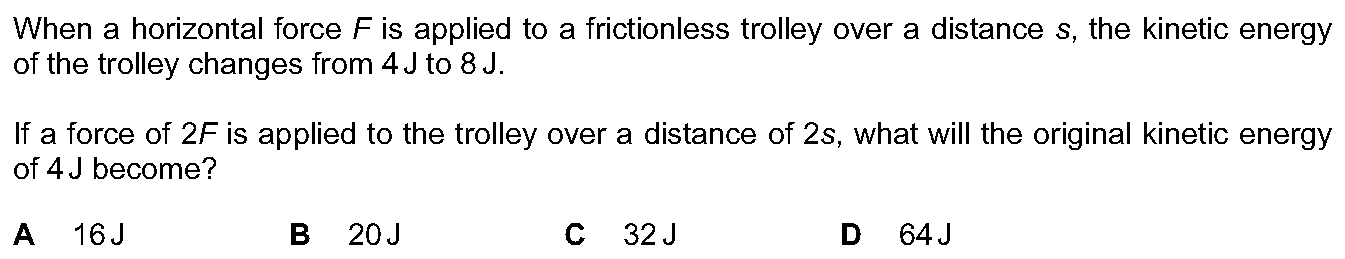 When a horizontal force F is applied to a frictionless trolley over a distance s, the kinetic energy
of the trolley changes from 4 J to 8 J.
If a force of 2F is applied to the trolley over a distance of 2s, what will the original kinetic energy
of 4 J become?
A 16 J B 20 J C 32 J D 64 J